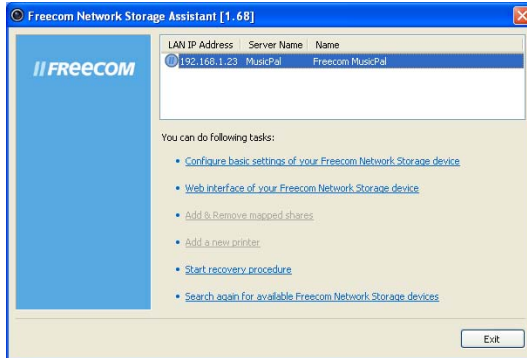 Freecom Network Storage Assistant [1.68]
FREECOM
LAN IP Address Server Name Name
192.168.1.23 MusicPal Freecom MusicPal
You can do following tasks:
Configure basic settings of your Freecom Network Storage device
Web interface of your Freecom Network Storage device
Add & Remove mapped shares
Add a new printer
Start recovery procedure
Search again for available Freecom Network Storage devices
Exit